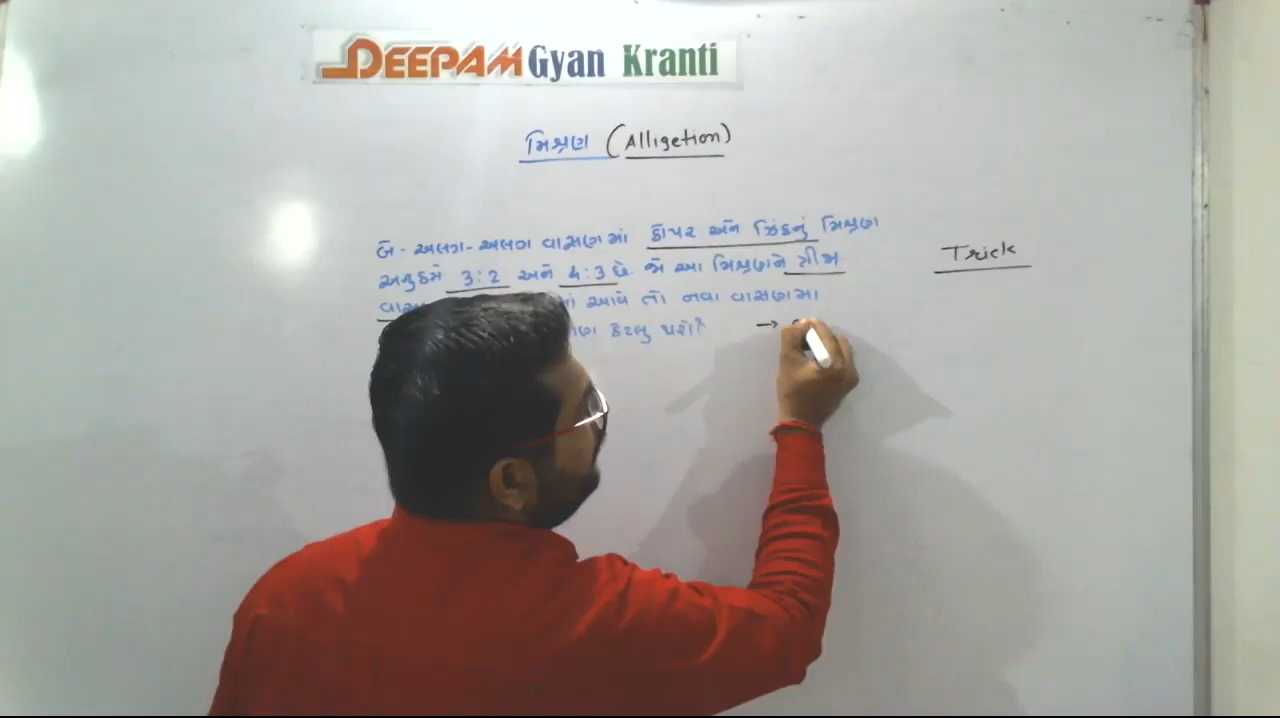 DEEPAM Gyan Kranti
મિશ્રણ (Alligetion)
બે - અલગ-અલગ વાસણમાં કોપર અને ઝિંકનું મિશ્રણ
અનુક્રમે 3:2 અને 4:3 છે. જો આ મિશ્રણને ત્રીજા
Trick
આવે તો નવા વાસણમા
કેટલુ થશે?
→